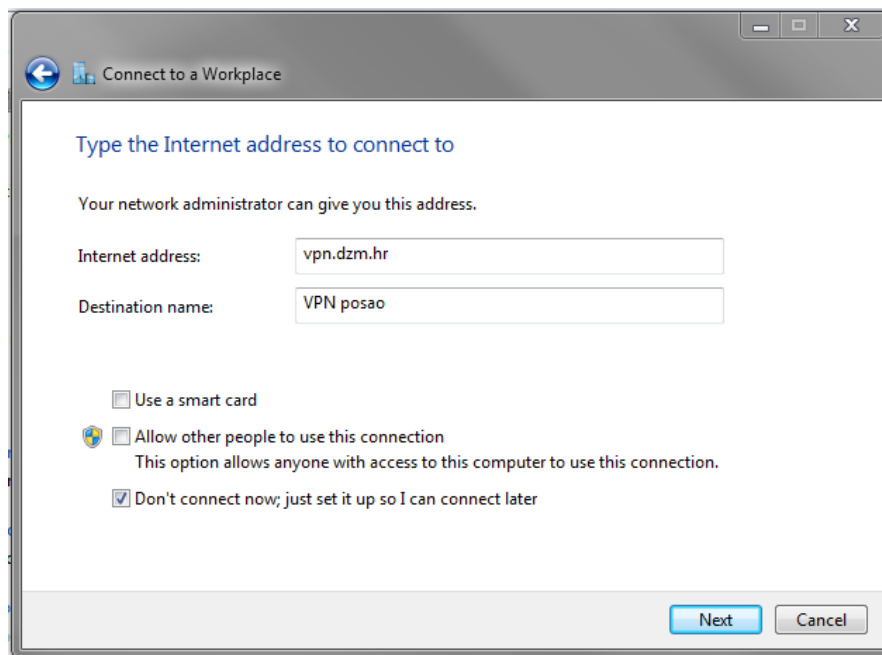 Connect to a Workplace
Type the Internet address to connect to
Your network administrator can give you this address.
Internet address: vpn.dzm.hr
Destination name: VPN posao
Use a smart card
Allow other people to use this connection
This option allows anyone with access to this computer to use this connection.
Don't connect now; just set it up so I can connect later
Next Cancel